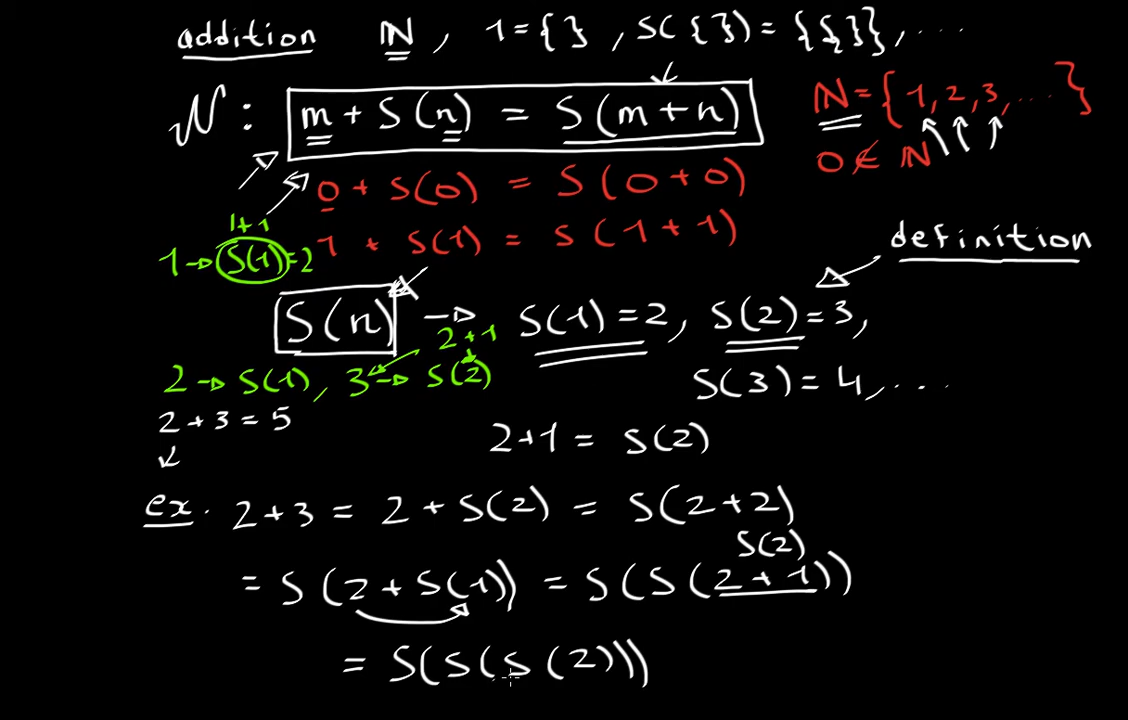 addition ℕ , 1={} , S({})={{}}, ...
𝒩: m + S(n) = S(m+n)
ℕ={1,2,3,...}
0 ∉ ℕ
0 + S(0) = S(0+0)
1+1
1 + S(1) = S(1+1)
1→S(1)=2
definition
S(n) → S(1)=2, S(2)=3,
2+1
2→S(1), 3→S(2)
S(3)=4,...
2+3=5
2+1 = S(2)
ex. 2+3 = 2+S(2) = S(2+2)
S(2)
= S(2+S(1)) = S(S(2+1))
= S(S(S(2)))